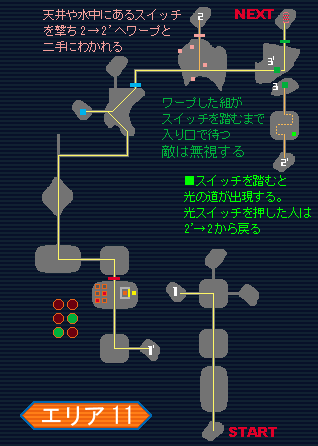 天井や水中にあるスイッチ
を撃ち2→2'へワープと
二手にわかれる
2
NEXT
3'
3
ワープした組が
スイッチを踏むまで
入り口で待つ
敵は無視する
2'
■スイッチを踏むと
光の道が出現する。
光スイッチを押した人は
2'→2から戻る
1
1'
エリア11
START